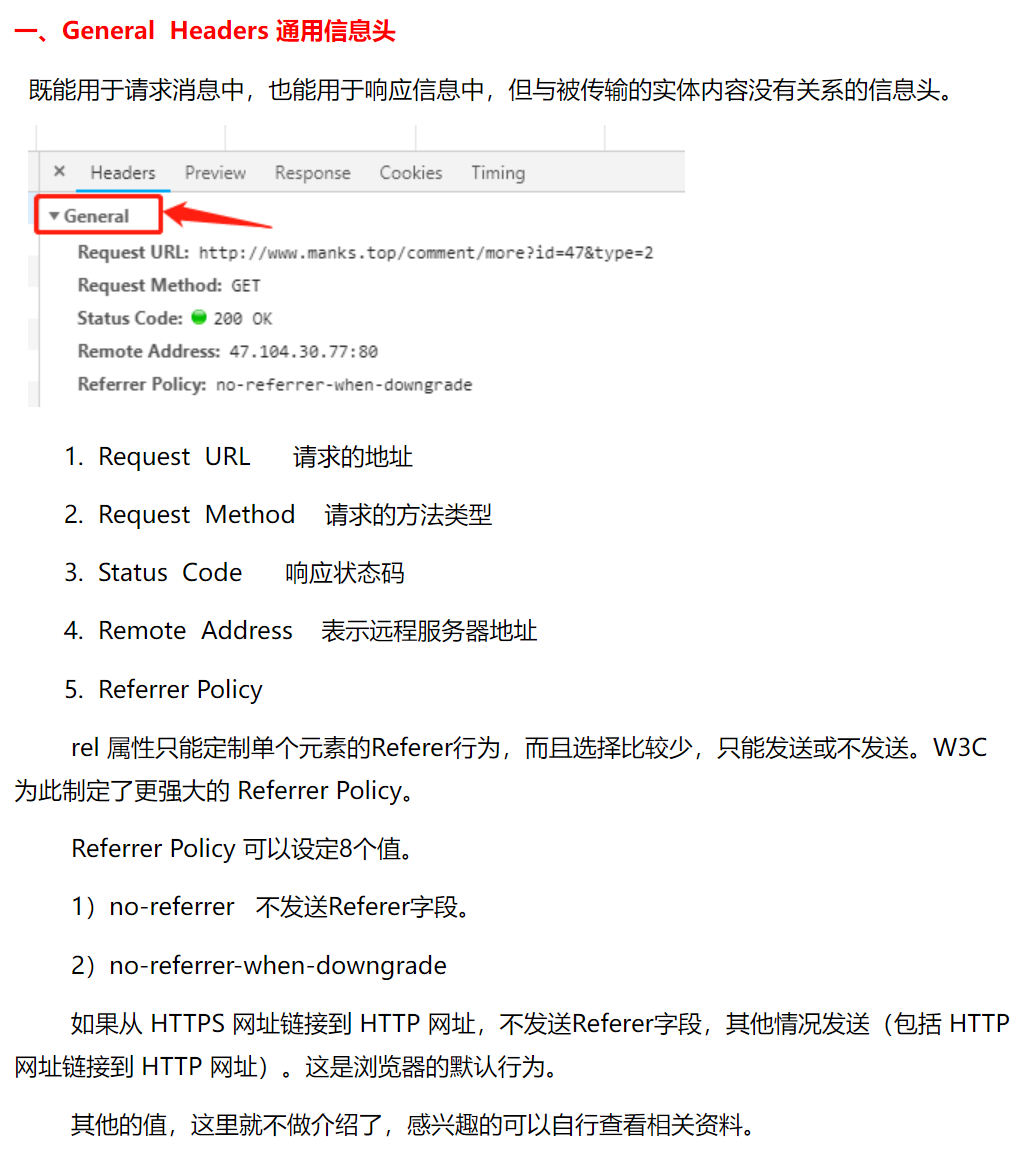 一、General Headers 通用信息头
既能用于请求消息中，也能用于响应信息中，但与被传输的实体内容没有关系的信息头。
× Headers Preview Response Cookies Timing
▼ General
Request URL: http://www.manks.top/comment/more?id=47&type=2
Request Method: GET
Status Code: 200 OK
Remote Address: 47.104.30.77:80
Referrer Policy: no-referrer-when-downgrade
1. Request URL 请求的地址
2. Request Method 请求的方法类型
3. Status Code 响应状态码
4. Remote Address 表示远程服务器地址
5. Referrer Policy
rel 属性只能定制单个元素的Referer行为，而且选择比较少，只能发送或不发送。W3C
为此制定了更强大的 Referrer Policy。
Referrer Policy 可以设定8个值。
1）no-referrer 不发送Referer字段。
2）no-referrer-when-downgrade
如果从 HTTPS 网址链接到 HTTP 网址，不发送Referer字段，其他情况发送（包括 HTTP
网址链接到 HTTP 网址）。这是浏览器的默认行为。
其他的值，这里就不做介绍了，感兴趣的可以自行查看相关资料。